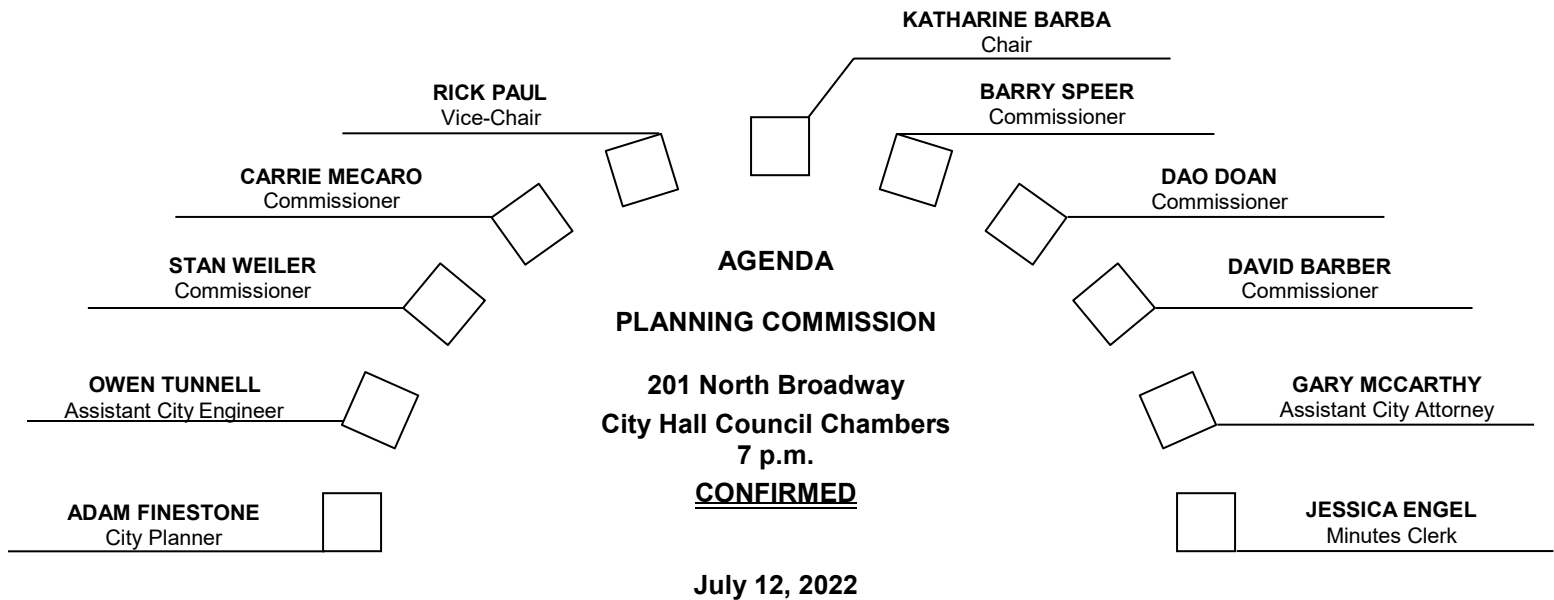 KATHARINE BARBA
Chair
RICK PAUL
Vice-Chair
BARRY SPEER
Commissioner
CARRIE MECARO
Commissioner
DAO DOAN
Commissioner
STAN WEILER
Commissioner
DAVID BARBER
Commissioner
OWEN TUNNELL
Assistant City Engineer
GARY MCCARTHY
Assistant City Attorney
ADAM FINESTONE
City Planner
JESSICA ENGEL
Minutes Clerk
AGENDA
PLANNING COMMISSION
201 North Broadway
City Hall Council Chambers
7 p.m.
CONFIRMED
July 12, 2022